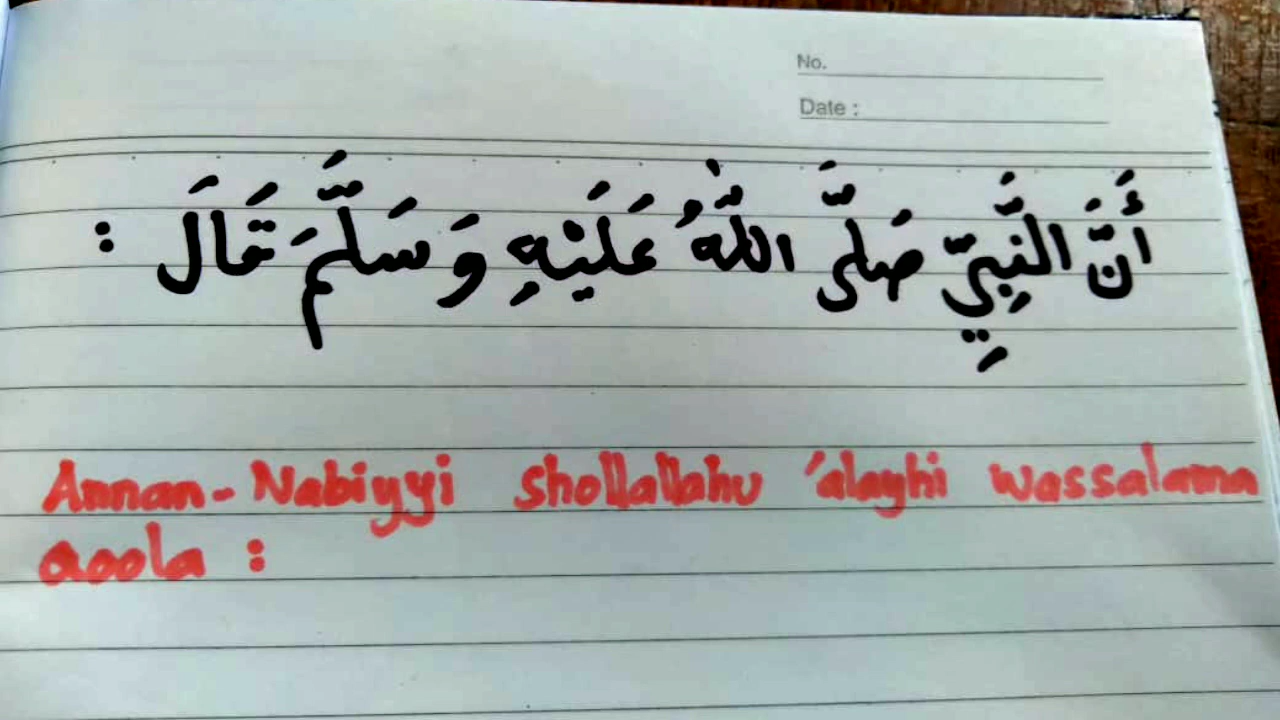 No.
Date :
أَنَّ النَّبِيِّ صَلَّى اللّٰهُ عَلَيْهِ وَسَلَّمَ قَالَ :
Annan-Nabiyyi shollallahu 'alayhi wassalama
qoola :